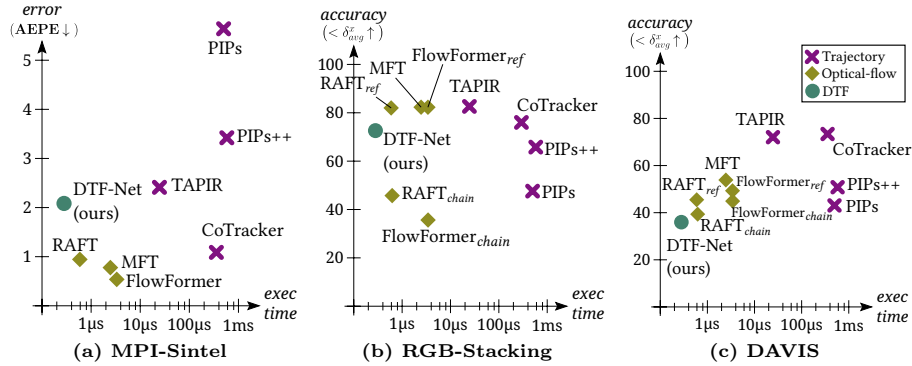 error
(AEPE ↓)
5
4
3
2
1
PIPs
PIPs++
TAPIR
DTF-Net
(ours)
CoTracker
RAFT
MFT
FlowFormer
1μs
10μs
100μs
1ms
exec
time
(a) MPI-Sintel
accuracy
(< δ^x_avg ↑)
100
80
60
40
20
FlowFormer_ref
MFT
RAFT_ref
TAPIR
CoTracker
DTF-Net
(ours)
PIPs++
PIPs
RAFT_chain
FlowFormer_chain
1μs
10μs
100μs
1ms
exec
time
(b) RGB-Stacking
accuracy
(< δ^x_avg ↑)
100
80
60
40
20
Trajectory
Optical-flow
DTF
TAPIR
CoTracker
MFT
RAFT_ref
FlowFormer_ref
PIPs++
PIPs
FlowFormer_chain
RAFT_chain
DTF-Net
(ours)
1μs
10μs
100μs
1ms
exec
time
(c) DAVIS